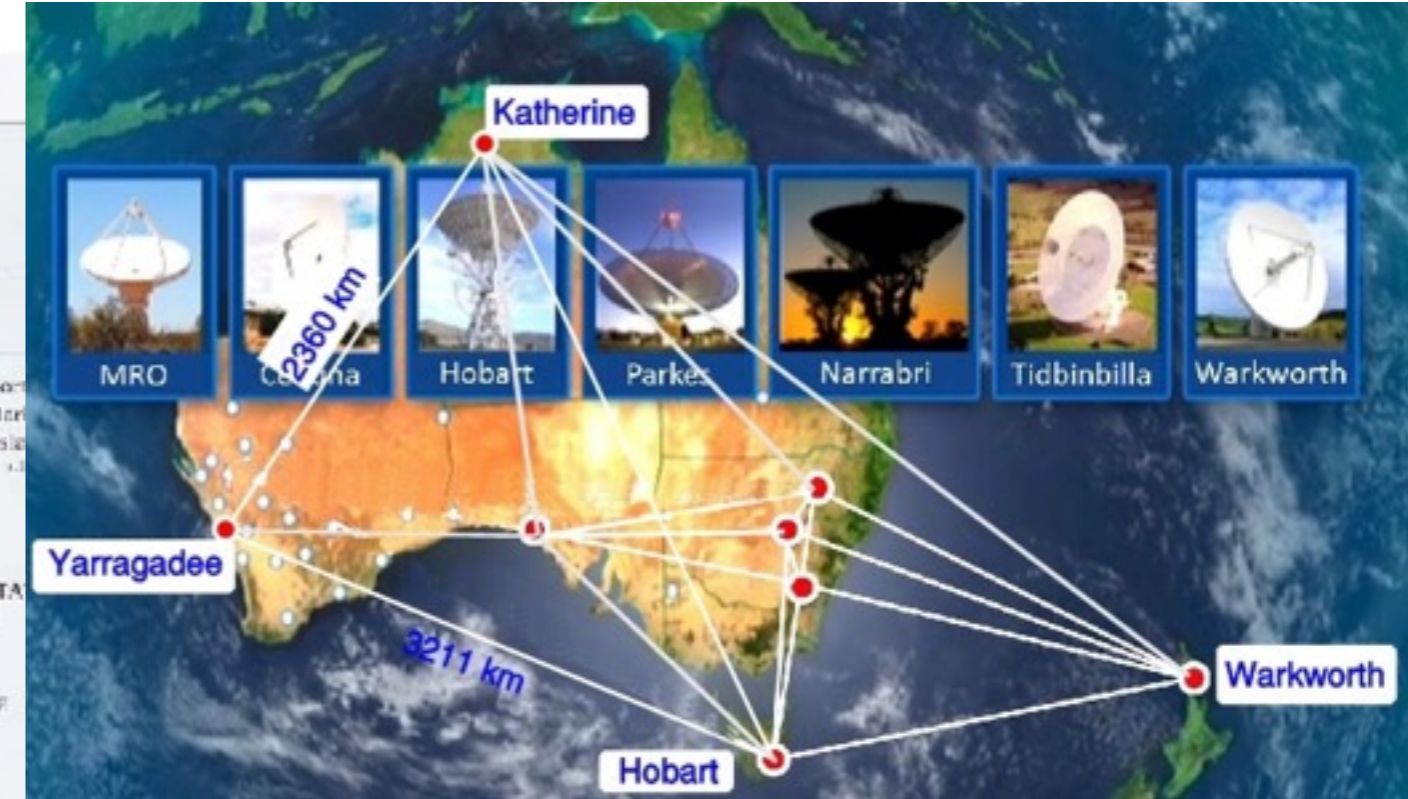 Katherine
2360 km
MRO
Hobart
Parkes
Narrabri
Tidbinbilla
Warkworth
Yarragadee
3211 km
Warkworth
Hobart